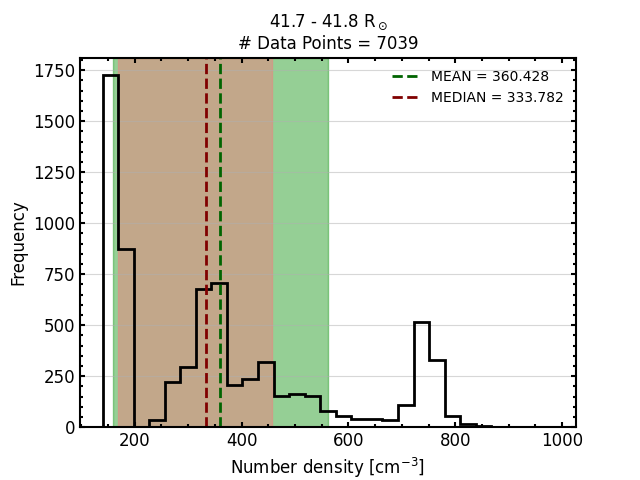 41.7 - 41.8 R⊙
# Data Points = 7039
MEAN = 360.428
MEDIAN = 333.782
1750
1500
1250
1000
750
500
250
0
Frequency
200 400 600 800 1000
Number density [cm⁻³]